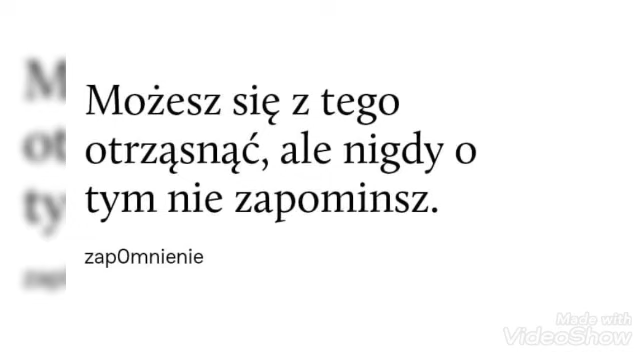 Możesz się z tego
otrząsnąć, ale nigdy o
tym nie zapominsz.
zap0mnienie
Made with
VideoShow